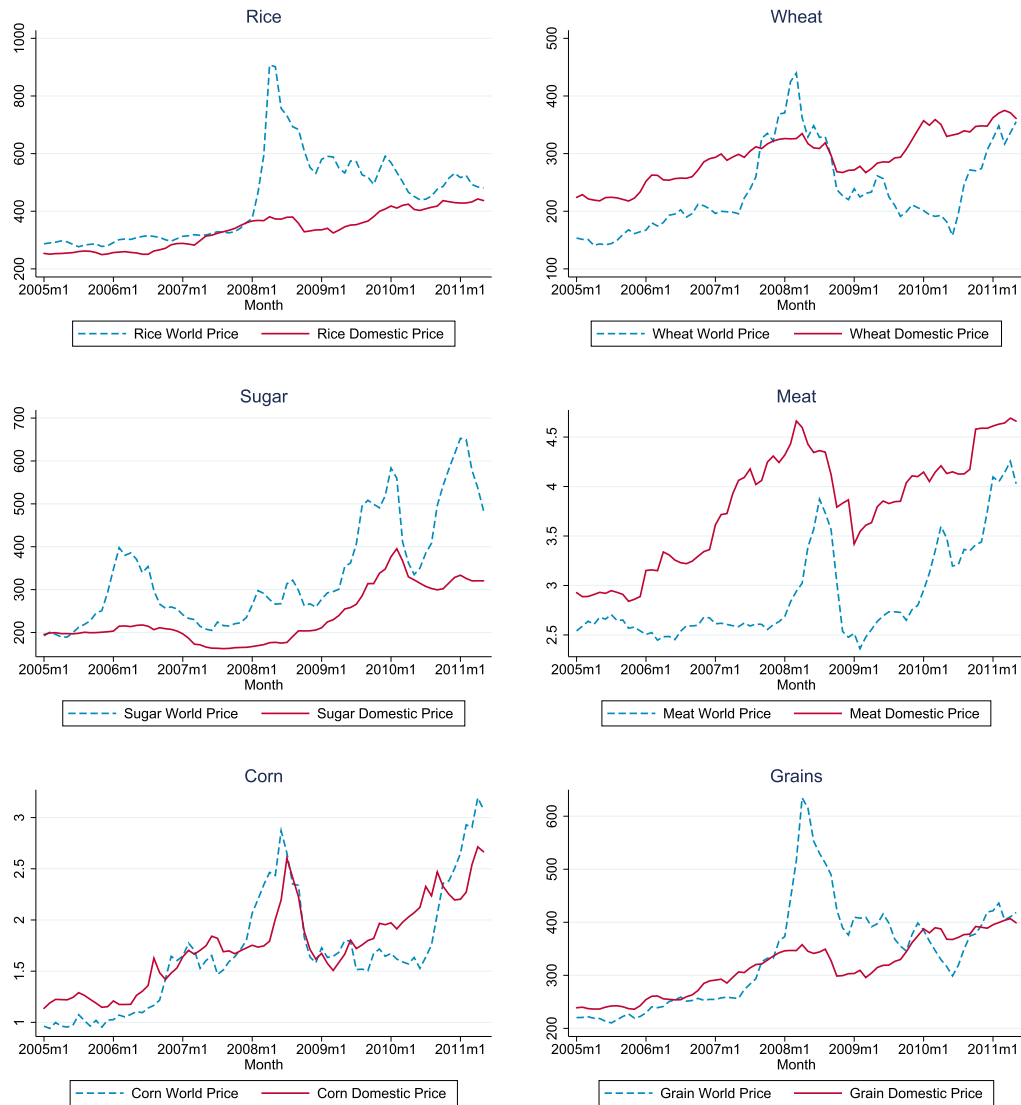 Rice
1000
800
600
400
200
2005m1 2006m1 2007m1 2008m1 2009m1 2010m1 2011m1
Month
Rice World Price Rice Domestic Price
Wheat
500
400
300
200
100
2005m1 2006m1 2007m1 2008m1 2009m1 2010m1 2011m1
Month
Wheat World Price Wheat Domestic Price
Sugar
700
600
500
400
300
200
2005m1 2006m1 2007m1 2008m1 2009m1 2010m1 2011m1
Month
Sugar World Price Sugar Domestic Price
Meat
4.5
4
3.5
3
2.5
2005m1 2006m1 2007m1 2008m1 2009m1 2010m1 2011m1
Month
Meat World Price Meat Domestic Price
Corn
3
2.5
2
1.5
1
2005m1 2006m1 2007m1 2008m1 2009m1 2010m1 2011m1
Month
Corn World Price Corn Domestic Price
Grains
600
500
400
300
200
2005m1 2006m1 2007m1 2008m1 2009m1 2010m1 2011m1
Month
Grain World Price Grain Domestic Price